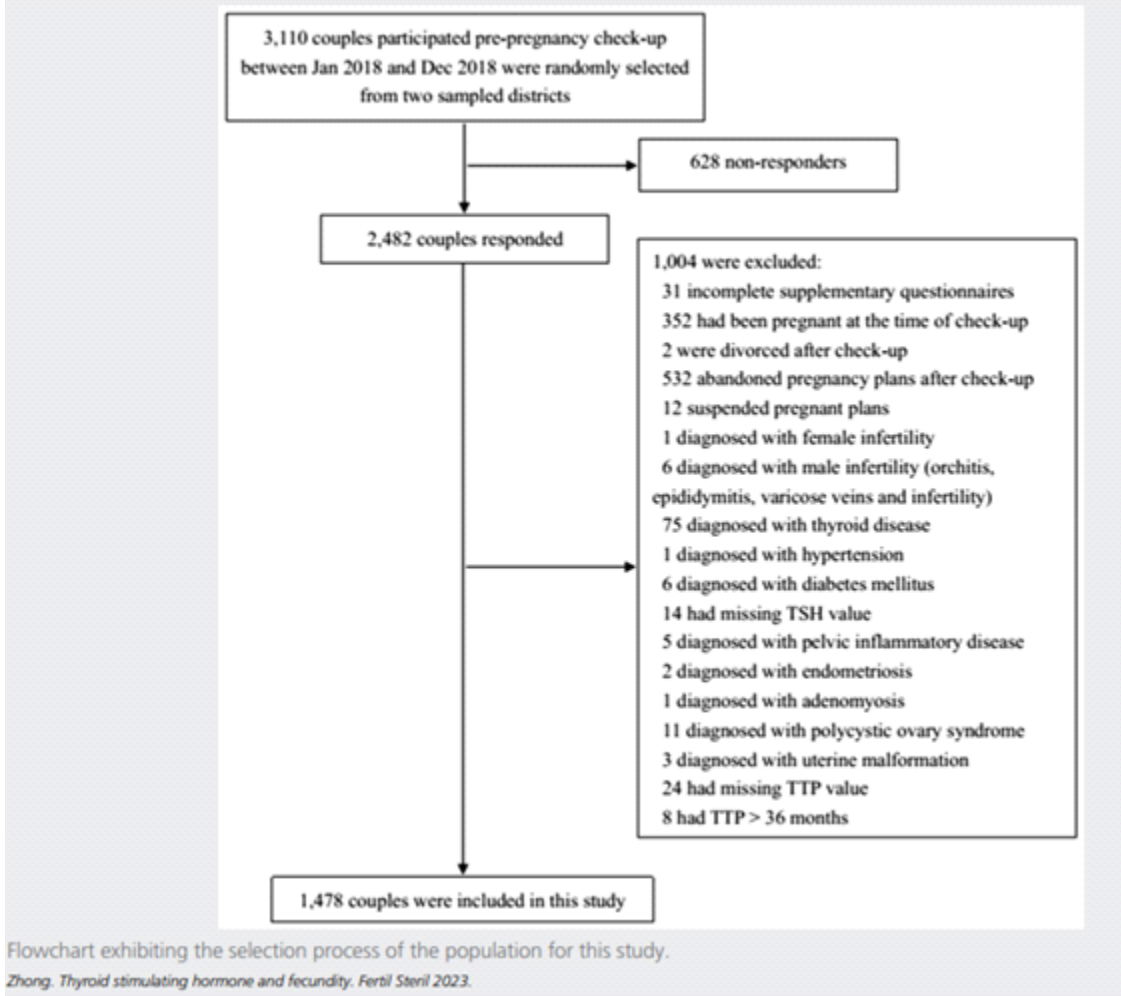 3,110 couples participated pre-pregnancy check-up
between Jan 2018 and Dec 2018 were randomly selected
from two sampled districts
628 non-responders
2,482 couples responded
1,004 were excluded:
31 incomplete supplementary questionnaires
352 had been pregnant at the time of check-up
2 were divorced after check-up
532 abandoned pregnancy plans after check-up
12 suspended pregnant plans
1 diagnosed with female infertility
6 diagnosed with male infertility (orchitis,
epididymitis, varicose veins and infertility)
75 diagnosed with thyroid disease
1 diagnosed with hypertension
6 diagnosed with diabetes mellitus
14 had missing TSH value
5 diagnosed with pelvic inflammatory disease
2 diagnosed with endometriosis
1 diagnosed with adenomyosis
11 diagnosed with polycystic ovary syndrome
3 diagnosed with uterine malformation
24 had missing TTP value
8 had TTP > 36 months
1,478 couples were included in this study
Flowchart exhibiting the selection process of the population for this study.
Zhong. Thyroid stimulating hormone and fecundity. Fertil Steril 2023.